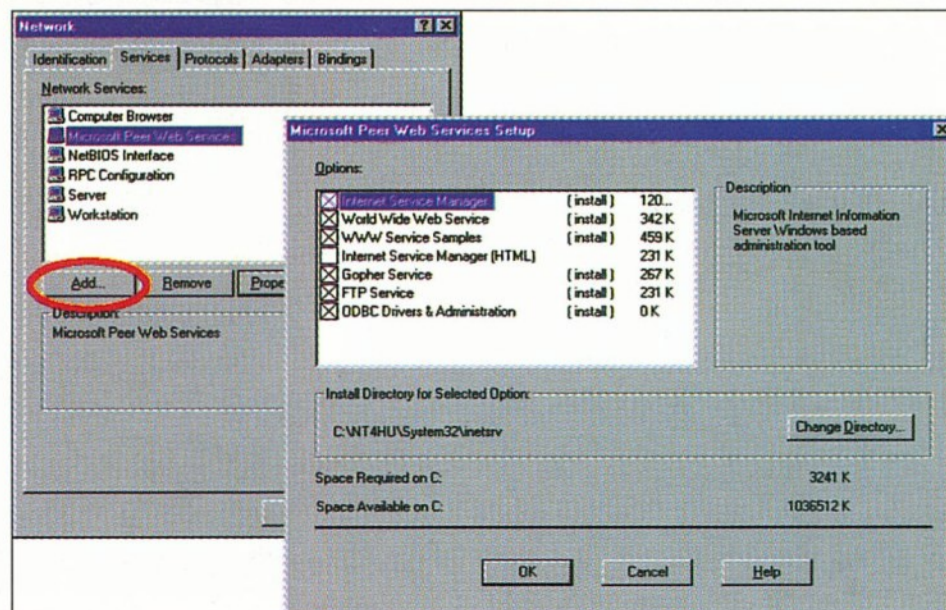 Network
Identification Services Protocols Adapters Bindings
Network Services:
Computer Browser
Microsoft Peer Web Services
NetBIOS Interface
RPC Configuration
Server
Workstation
Add... Remove
Description:
Microsoft Peer Web Services
Microsoft Peer Web Services Setup
Options:
Internet Service Manager ( install ) 120...
World Wide Web Service ( install ) 342 K
WWW Service Samples ( install ) 459 K
Internet Service Manager (HTML) 231 K
Gopher Service ( install ) 267 K
FTP Service ( install ) 231 K
ODBC Drivers & Administration ( install ) 0 K
Description
Microsoft Internet Information
Server Windows based
administration tool
Install Directory for Selected Option:
C:\NT4HU\System32\inetsrv
Change Directory...
Space Required on C: 3241 K
Space Available on C: 1036512 K
OK Cancel Help